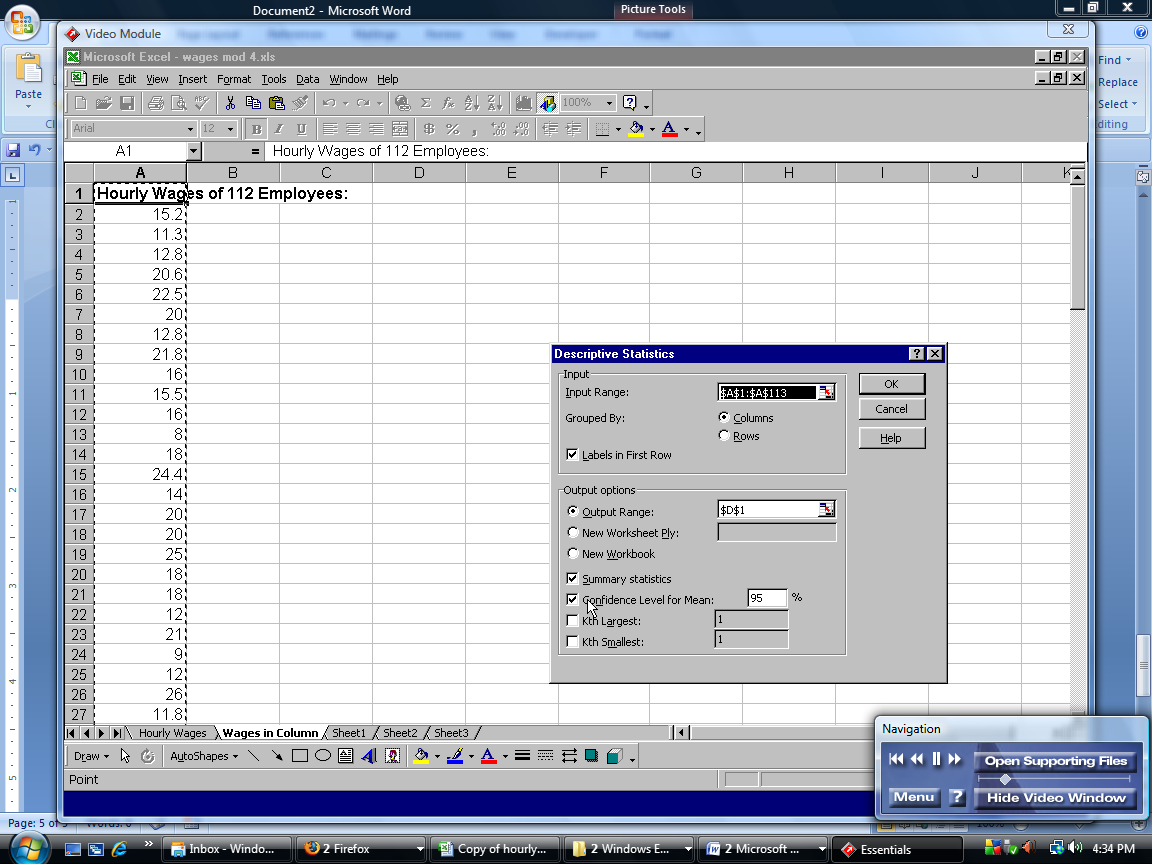 Document2 - Microsoft Word
Picture Tools
Video Module
Find
Paste
Replace
Select
diting
Microsoft Excel - wages mod 4.xls
File Edit View Insert Format Tools Data Window Help
100%
Arial 12 B I U $ % ,
A1 = Hourly Wages of 112 Employees:
A B C D E F G H I J K
1 Hourly Wages of 112 Employees:
2 15.2
3 11.3
4 12.8
5 20.6
6 22.5
7 20
8 12.8
9 21.8
10 16
11 15.5
12 16
13 8
14 18
15 24.4
16 14
17 20
18 20
19 25
20 18
21 18
22 12
23 21
24 9
25 12
26 26
27 11.8
Descriptive Statistics
Input
Input Range: $A$1:$A$113
Grouped By: Columns
Rows
Labels in First Row
OK
Cancel
Help
Output options
Output Range: $D$1
New Worksheet Ply:
New Workbook
Summary statistics
Confidence Level for Mean: 95 %
Kth Largest: 1
Kth Smallest: 1
Hourly Wages Wages in Column Sheet1 Sheet2 Sheet3
Draw AutoShapes
Point
Navigation
Open Supporting Files
Menu ? Hide Video Window
Page: 5 of
Inbox - Windo... 2 Firefox Copy of hourly... 2 Windows E... 2 Microsoft ... Essentials 4:34 PM